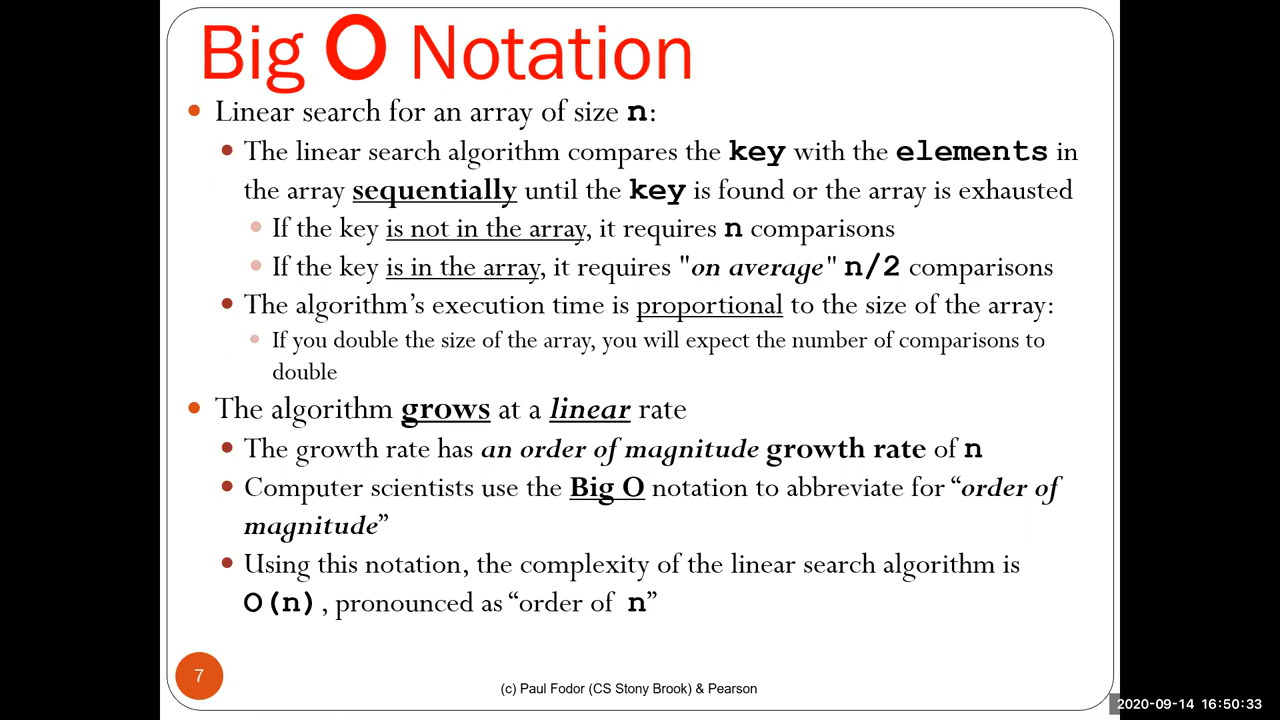 Big O Notation
Linear search for an array of size n:
The linear search algorithm compares the key with the elements in
the array sequentially until the key is found or the array is exhausted
If the key is not in the array, it requires n comparisons
If the key is in the array, it requires "on average" n/2 comparisons
The algorithm’s execution time is proportional to the size of the array:
If you double the size of the array, you will expect the number of comparisons to
double
The algorithm grows at a linear rate
The growth rate has an order of magnitude growth rate of n
Computer scientists use the Big O notation to abbreviate for “order of
magnitude”
Using this notation, the complexity of the linear search algorithm is
O(n), pronounced as “order of n”
7
(c) Paul Fodor (CS Stony Brook) & Pearson
2020-09-14 16:50:33